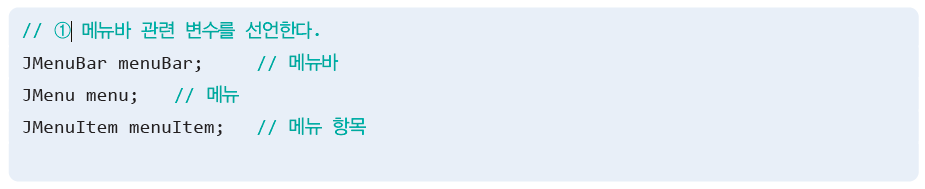 // ① 메뉴바 관련 변수를 선언한다.
JMenuBar menuBar;     // 메뉴바
JMenu menu;   // 메뉴
JMenuItem menuItem;   // 메뉴 항목